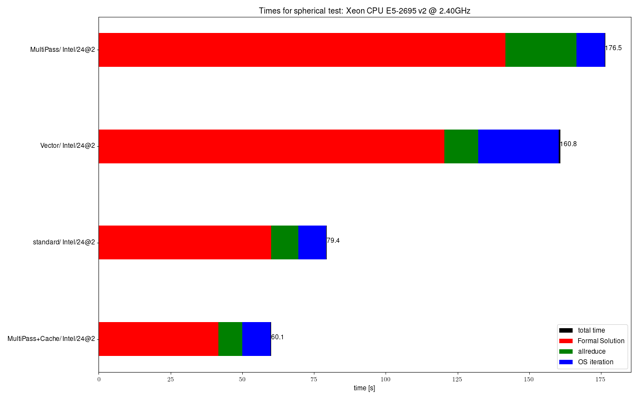 Times for spherical test: Xeon CPU E5-2695 v2 @ 2.40GHz
MultiPass/ Intel/24@2
176.5
Vector/ Intel/24@2
160.8
standard/ Intel/24@2
79.4
MultiPass+Cache/ Intel/24@2
60.1
total time
Formal Solution
allreduce
OS iteration
0 25 50 75 100 125 150 175
time [s]